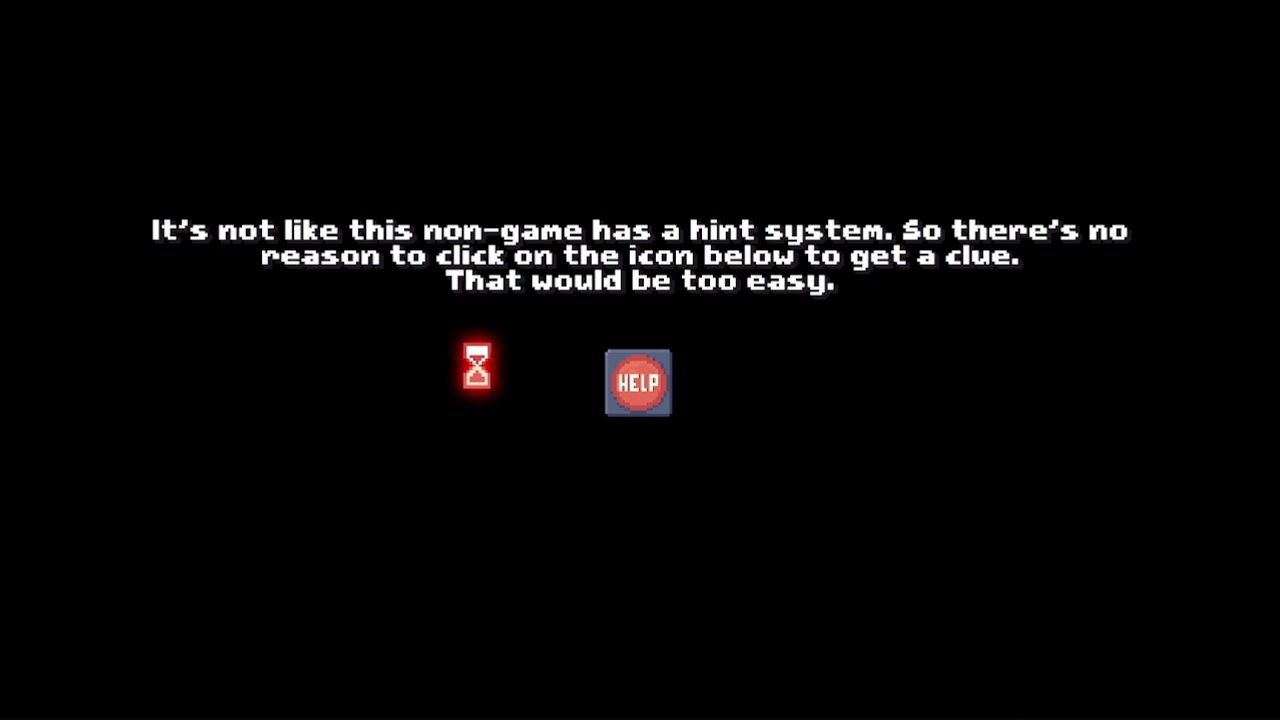 It's not like this non-game has a hint system. So there's no
reason to click on the icon below to get a clue.
That would be too easy.
HELP